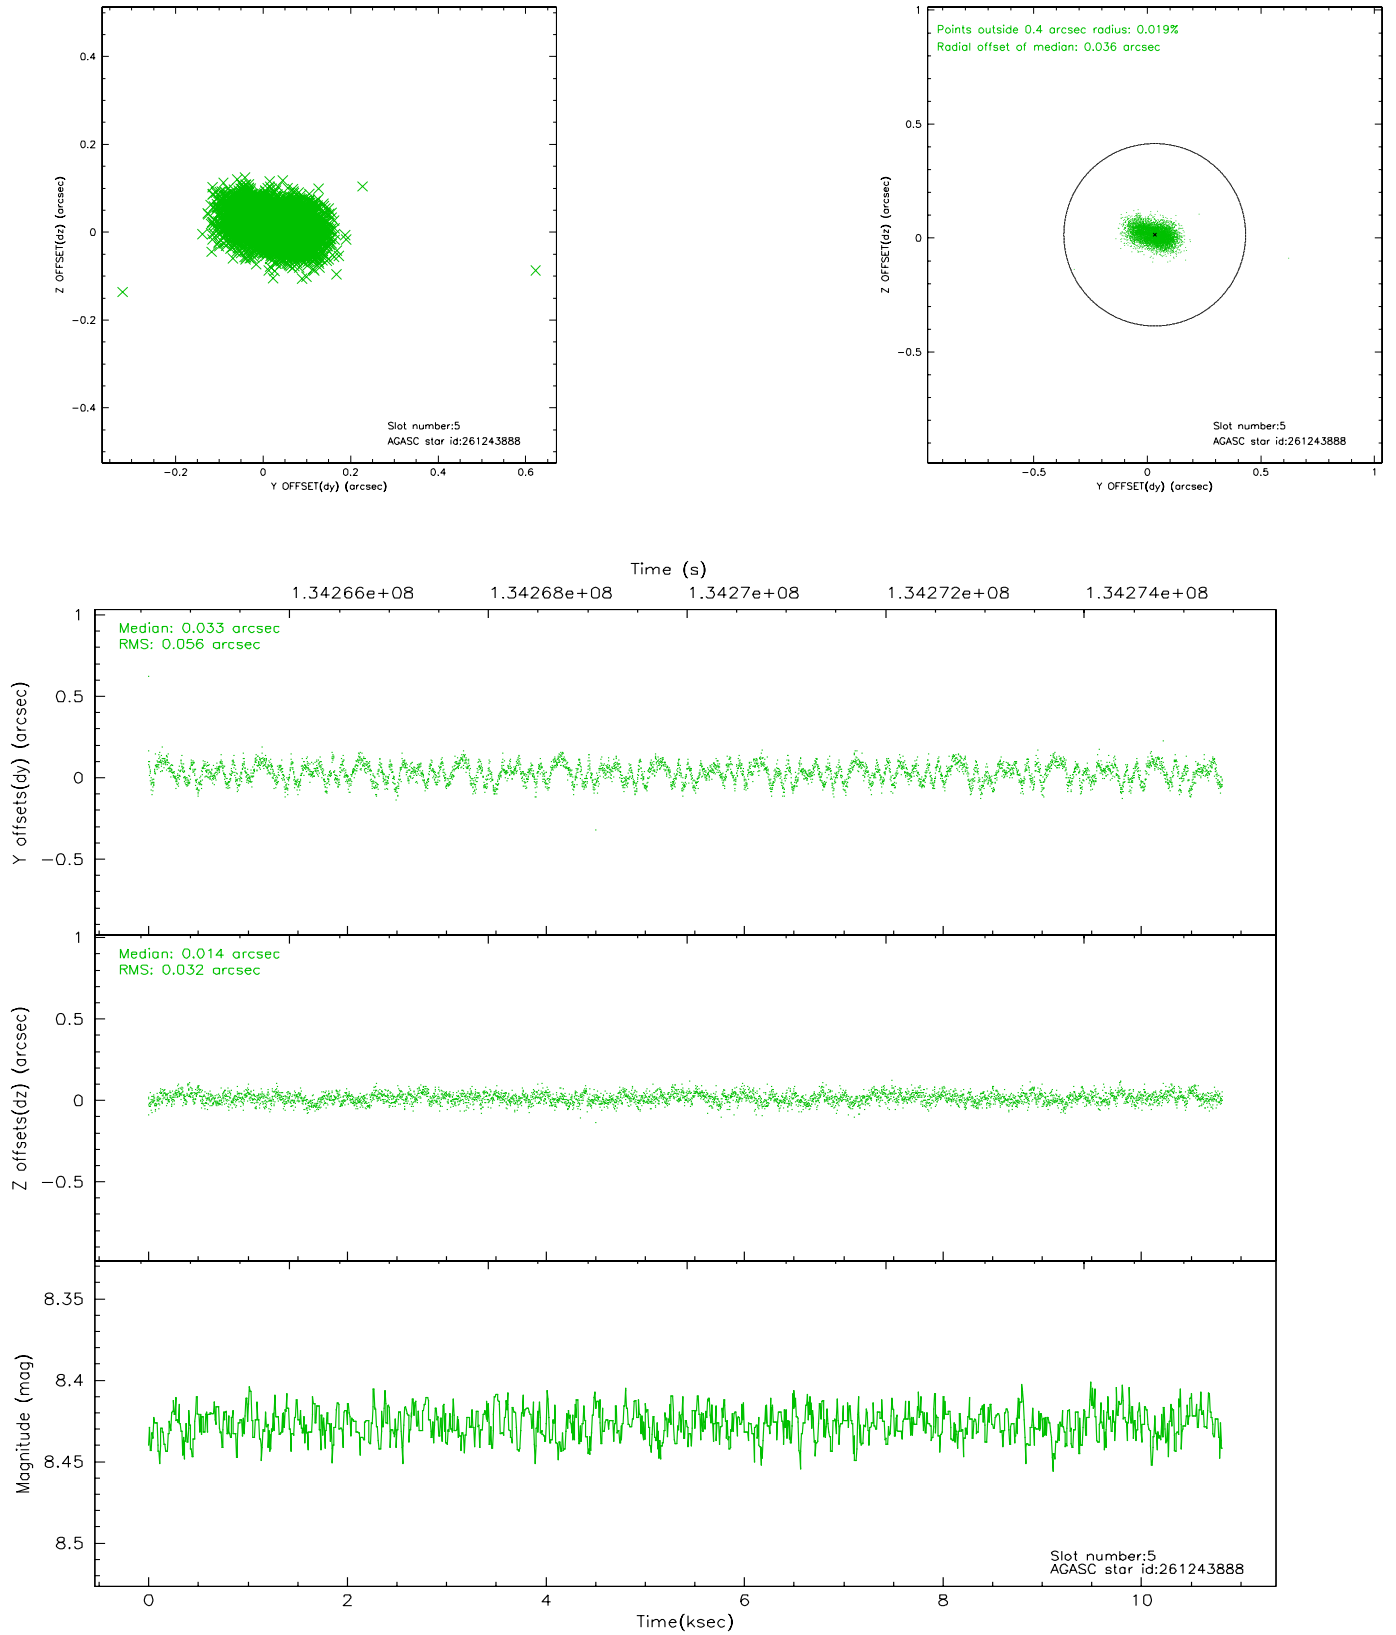 0.4
0.2
0
−0.2
−0.4
Z OFFSET(dz) (arcsec)
Slot number:5
AGASC star id:261243888
−0.2 0 0.2 0.4 0.6
Y OFFSET(dy) (arcsec)
Points outside 0.4 arcsec radius: 0.019%
Radial offset of median: 0.036 arcsec
1
0.5
0
−0.5
Z OFFSET(dz) (arcsec)
Slot number:5
AGASC star id:261243888
−0.5 0 0.5 1
Y OFFSET(dy) (arcsec)
Time (s)
1.34266e+08 1.34268e+08 1.3427e+08 1.34272e+08 1.34274e+08
Median: 0.033 arcsec
RMS: 0.056 arcsec
1
0.5
0
−0.5
Y offsets(dy) (arcsec)
Median: 0.014 arcsec
RMS: 0.032 arcsec
1
0.5
0
−0.5
Z offsets(dz) (arcsec)
8.35
8.4
8.45
8.5
Magnitude (mag)
Slot number:5
AGASC star id:261243888
0 2 4 6 8 10
Time(ksec)